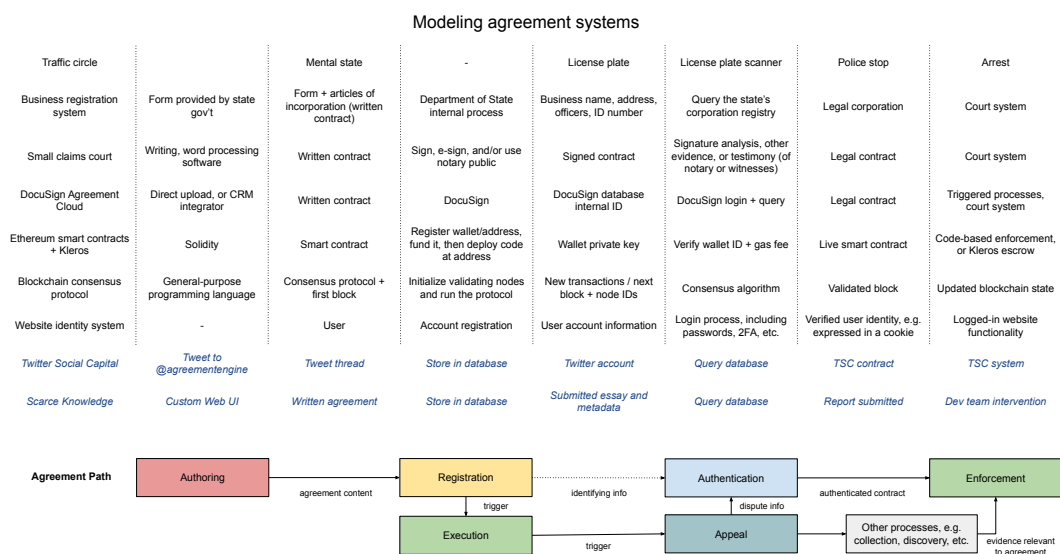 Modeling agreement systems
Traffic circle
Mental state
-
License plate
License plate scanner
Police stop
Arrest
Business registration
system
Form provided by state
gov't
Form + articles of
incorporation (written
contract)
Department of State
internal process
Business name, address,
officers, ID number
Query the state's
corporation registry
Legal corporation
Court system
Small claims court
Writing, word processing
software
Written contract
Sign, e-sign, and/or use
notary public
Signed contract
Signature analysis, other
evidence, or testimony (of
notary or witnesses)
Legal contract
Court system
DocuSign Agreement
Cloud
Direct upload, or CRM
integrator
Written contract
DocuSign
DocuSign database
internal ID
DocuSign login + query
Legal contract
Triggered processes,
court system
Ethereum smart contracts
+ Kleros
Solidity
Smart contract
Register wallet/address,
fund it, then deploy code
at address
Wallet private key
Verify wallet ID + gas fee
Live smart contract
Code-based enforcement,
or Kleros escrow
Blockchain consensus
protocol
General-purpose
programming language
Consensus protocol +
first block
Initialize validating nodes
and run the protocol
New transactions / next
block + node IDs
Consensus algorithm
Validated block
Updated blockchain state
Website identity system
-
User
Account registration
User account information
Login process, including
passwords, 2FA, etc.
Verified user identity, e.g.
expressed in a cookie
Logged-in website
functionality
Twitter Social Capital
Tweet to
@agreementengine
Tweet thread
Store in database
Twitter account
Query database
TSC contract
TSC system
Scarce Knowledge
Custom Web UI
Written agreement
Store in database
Submitted essay and
metadata
Query database
Report submitted
Dev team intervention
Agreement Path
Authoring
agreement content
Registration
identifying info
Authentication
authenticated contract
Enforcement
trigger
dispute info
Execution
trigger
Appeal
Other processes, e.g.
collection, discovery, etc.
evidence relevant
to agreement